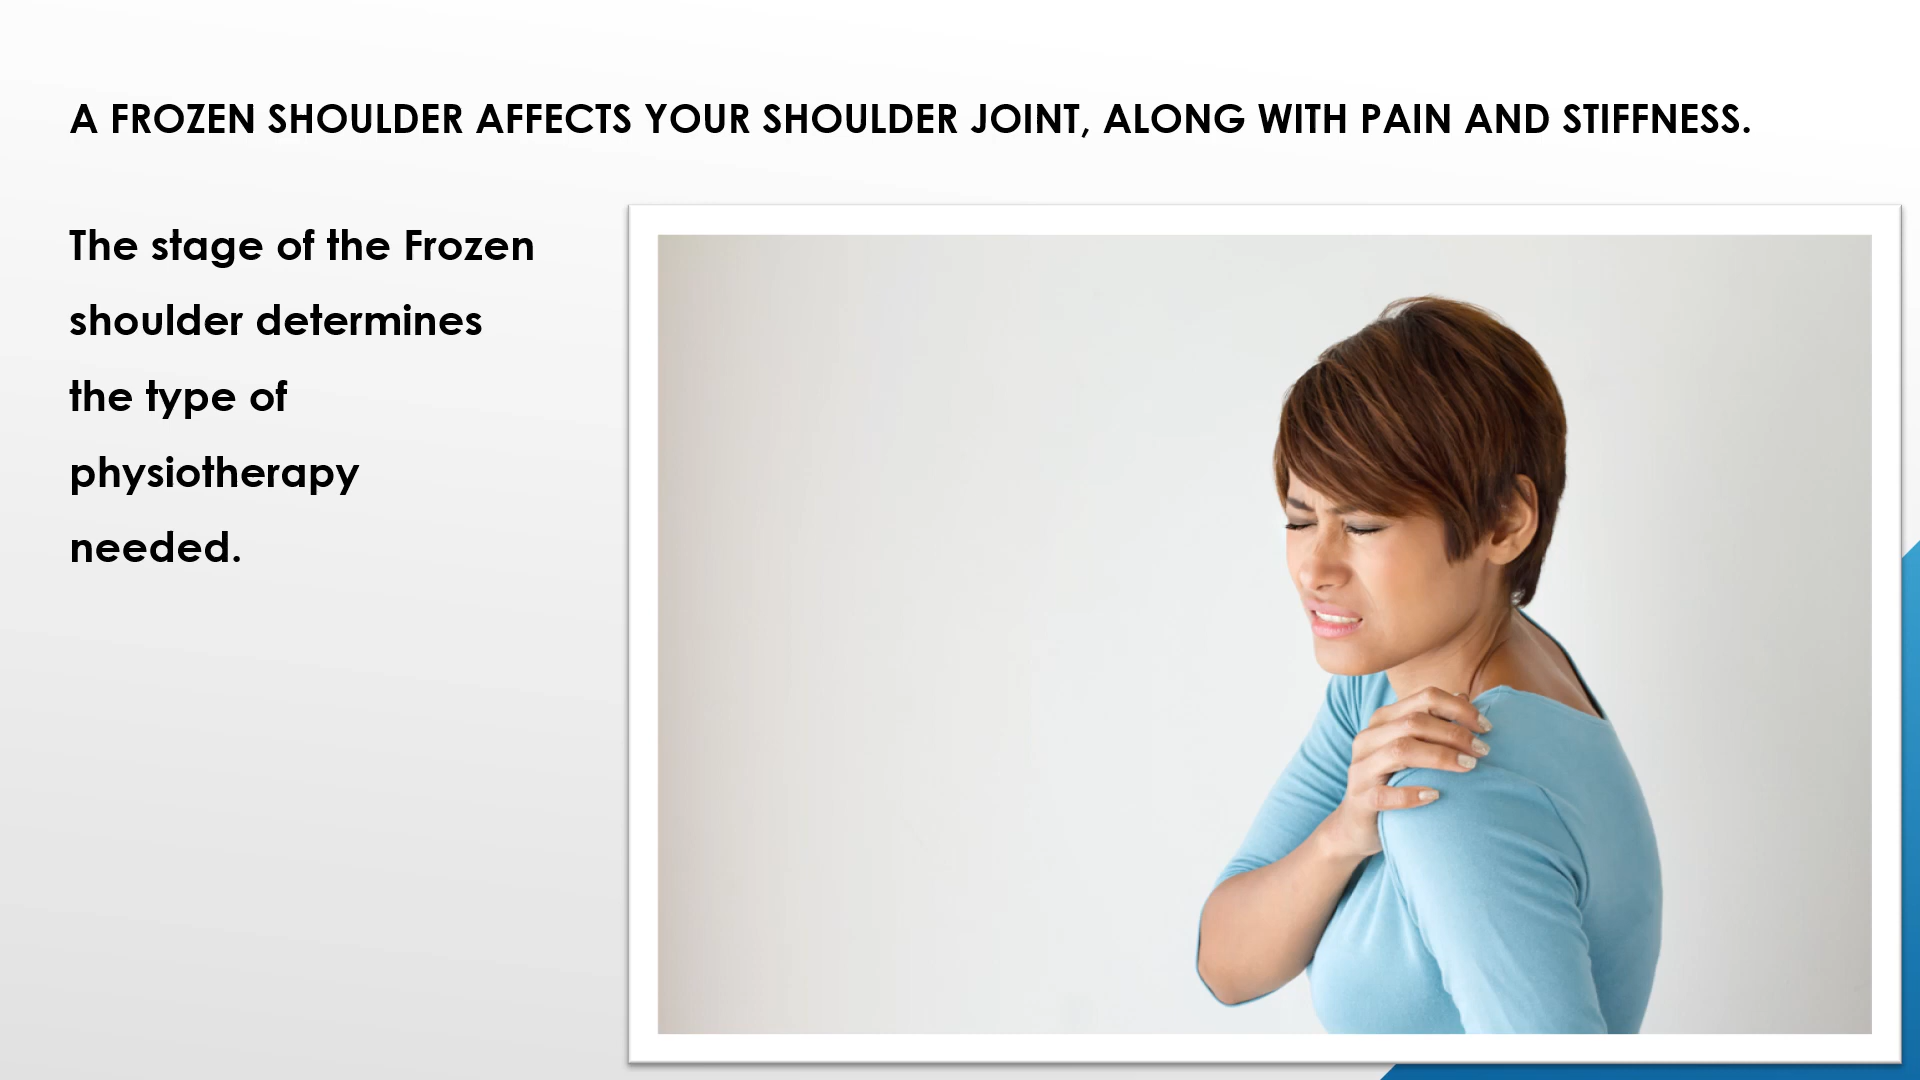 A FROZEN SHOULDER AFFECTS YOUR SHOULDER JOINT, ALONG WITH PAIN AND STIFFNESS.
The stage of the Frozen
shoulder determines
the type of
physiotherapy
needed.